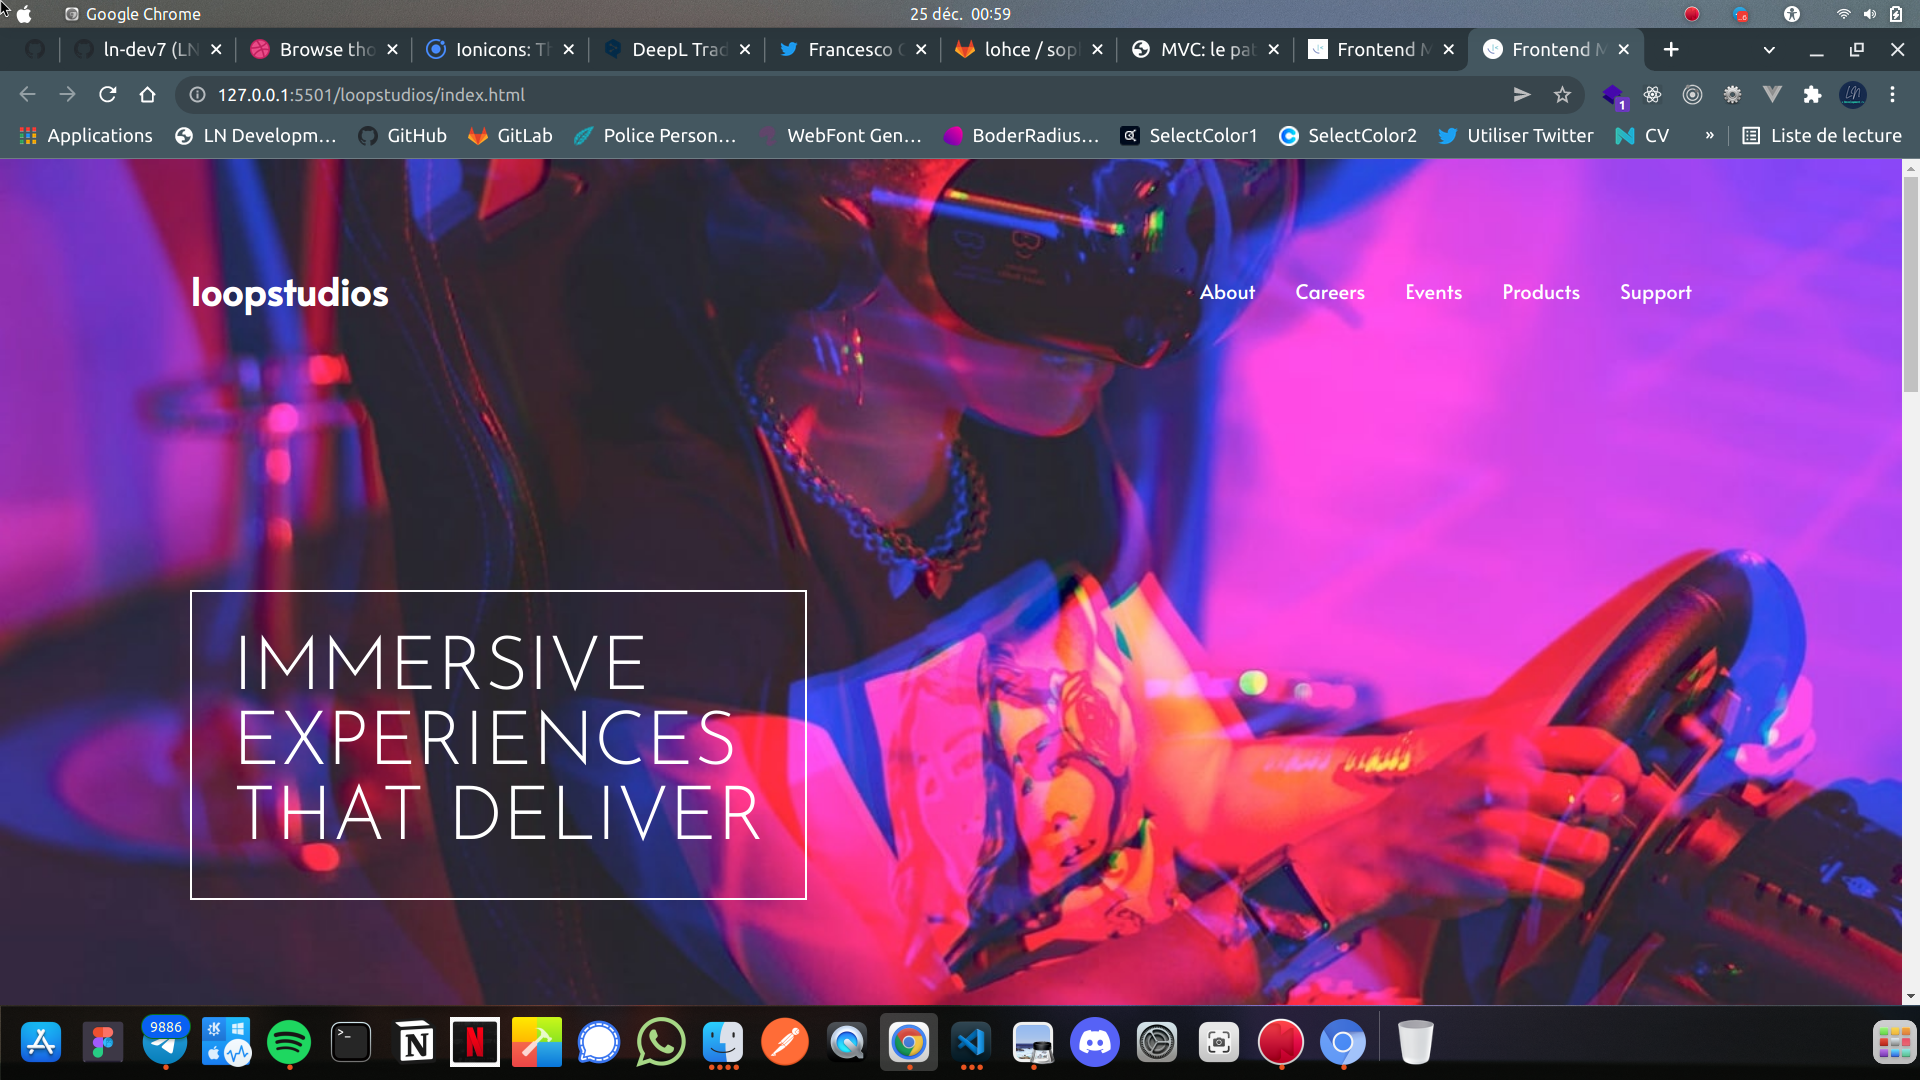 Google Chrome
25 déc.  00:59
ln-dev7 (LN
Browse tho
Ionicons: Th
DeepL Trad
Francesco
lohce / sop
MVC: le pat
Frontend M
Frontend M
127.0.0.1:5501/loopstudios/index.html
1
Applications
LN Developm...
GitHub
GitLab
Police Person...
WebFont Gen...
BoderRadius...
SelectColor1
SelectColor2
Utiliser Twitter
CV
»
Liste de lecture
loopstudios
About
Careers
Events
Products
Support
IMMERSIVE
EXPERIENCES
THAT DELIVER
9886